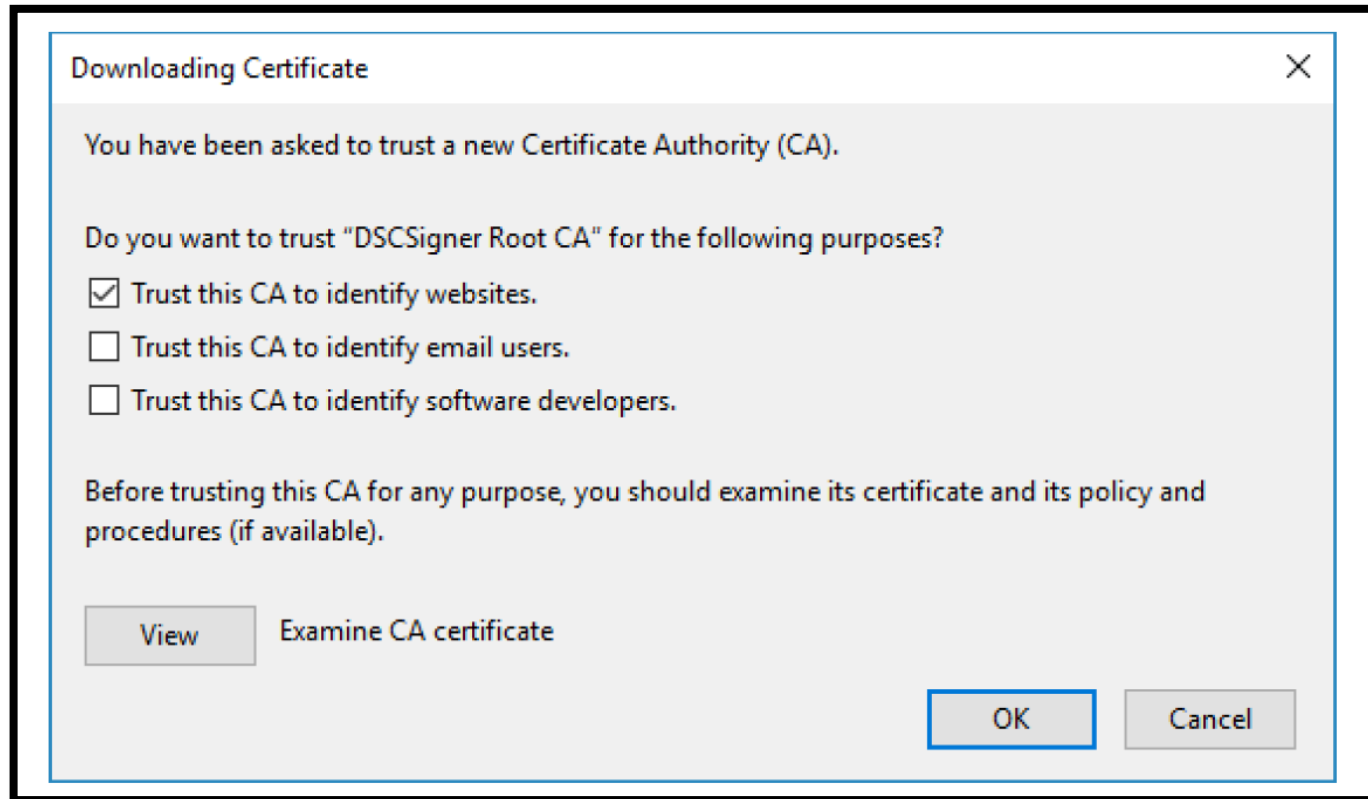 Downloading Certificate
You have been asked to trust a new Certificate Authority (CA).
Do you want to trust “DSCSigner Root CA” for the following purposes?
Trust this CA to identify websites.
Trust this CA to identify email users.
Trust this CA to identify software developers.
Before trusting this CA for any purpose, you should examine its certificate and its policy and
procedures (if available).
View Examine CA certificate
OK Cancel